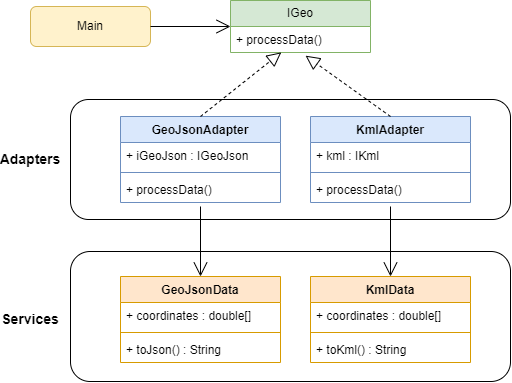 Main
IGeo
+ processData()
Adapters
GeoJsonAdapter
+ iGeoJson : IGeoJson
+ processData()
KmlAdapter
+ kml : IKml
+ processData()
Services
GeoJsonData
+ coordinates : double[]
+ toJson() : String
KmlData
+ coordinates : double[]
+ toKml() : String